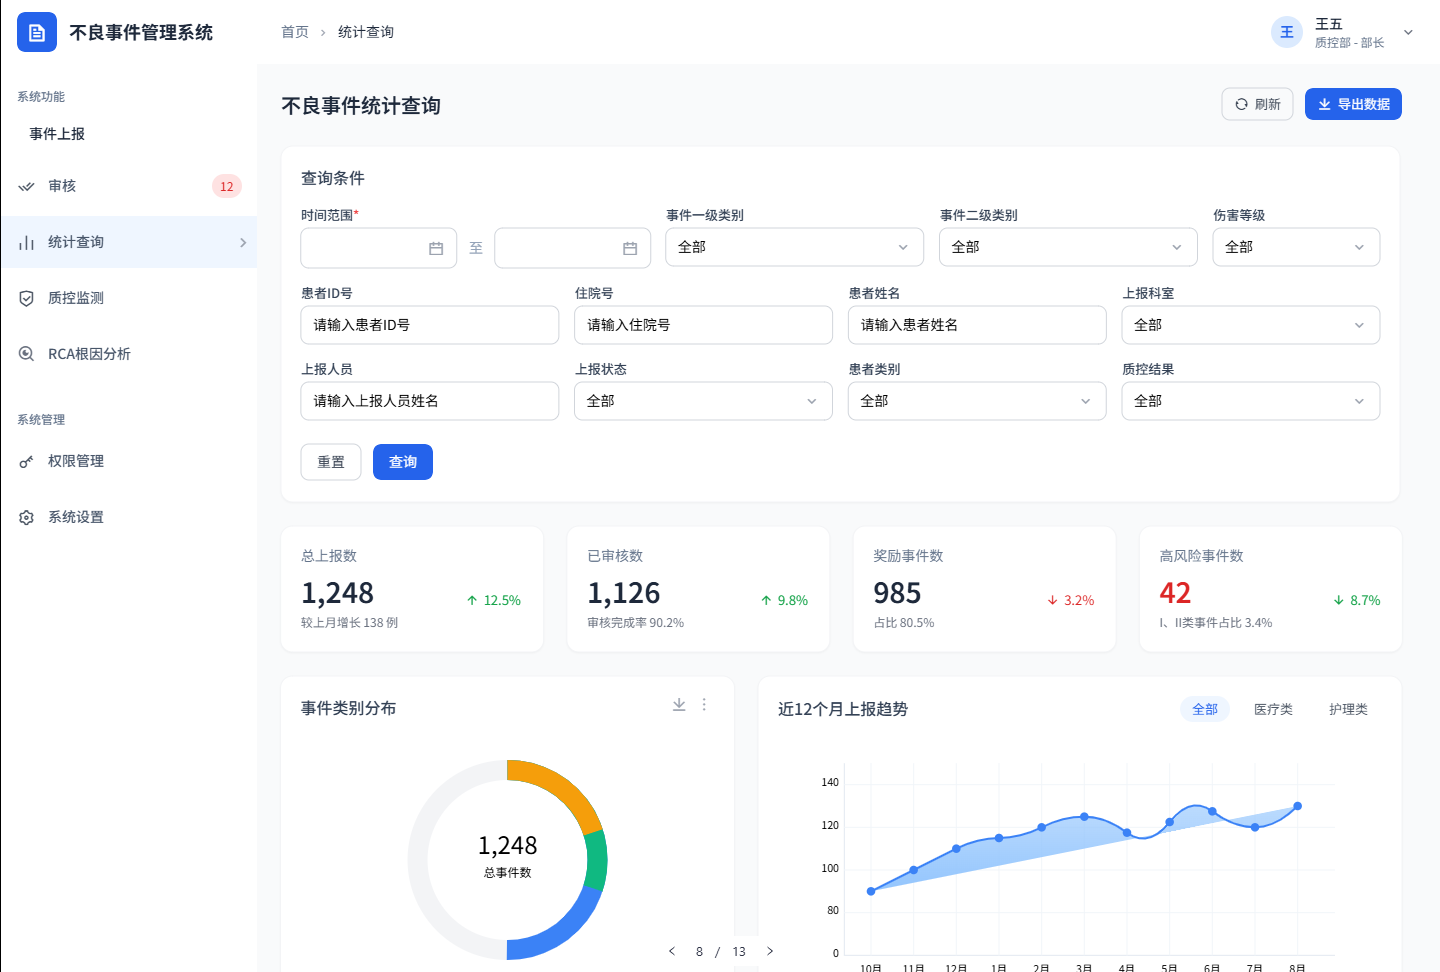 不良事件管理系统
首页 › 统计查询
王
王五
质控部 - 部长
系统功能
事件上报
审核
12
统计查询
质控监测
RCA根因分析
系统管理
权限管理
系统设置
不良事件统计查询
刷新
导出数据
查询条件
时间范围*
事件一级类别
事件二级类别
伤害等级
至
全部
全部
全部
患者ID号
住院号
患者姓名
上报科室
请输入患者ID号
请输入住院号
请输入患者姓名
全部
上报人员
上报状态
患者类别
质控结果
请输入上报人员姓名
全部
全部
全部
重置
查询
总上报数
1,248
12.5%
较上月增长 138 例
已审核数
1,126
9.8%
审核完成率 90.2%
奖励事件数
985
3.2%
占比 80.5%
高风险事件数
42
8.7%
I、II类事件占比 3.4%
事件类别分布
1,248
总事件数
近12个月上报趋势
全部
医疗类
护理类
140
120
100
80
0
10月 11月 12月 1月 2月 3月 4月 5月 6月 7月 8月
8 / 13